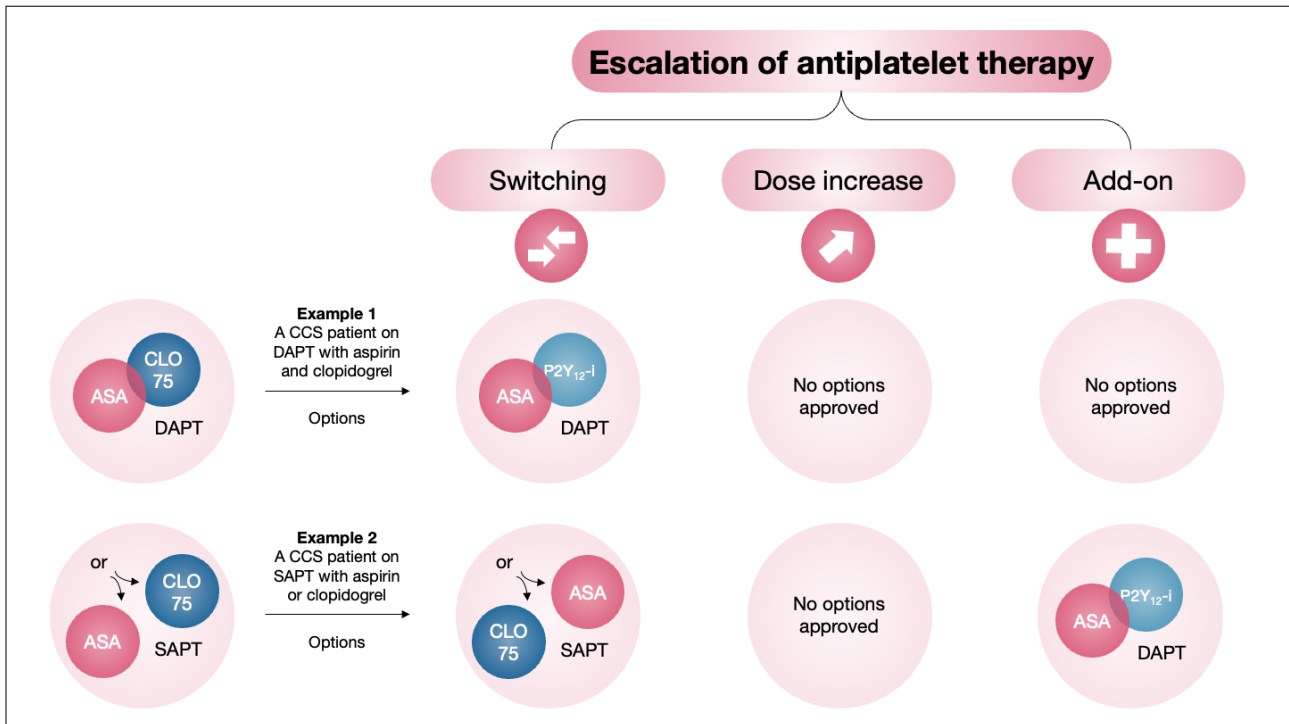 Escalation of antiplatelet therapy
Switching
Dose increase
Add-on
ASA
CLO
75
DAPT
Example 1
A CCS patient on
DAPT with aspirin
and clopidogrel
Options
ASA
P2Y₁₂-i
DAPT
No options
approved
No options
approved
or
CLO
75
ASA
SAPT
Example 2
A CCS patient on
SAPT with aspirin
or clopidogrel
Options
or
ASA
CLO
75
SAPT
No options
approved
ASA
P2Y₁₂-i
DAPT